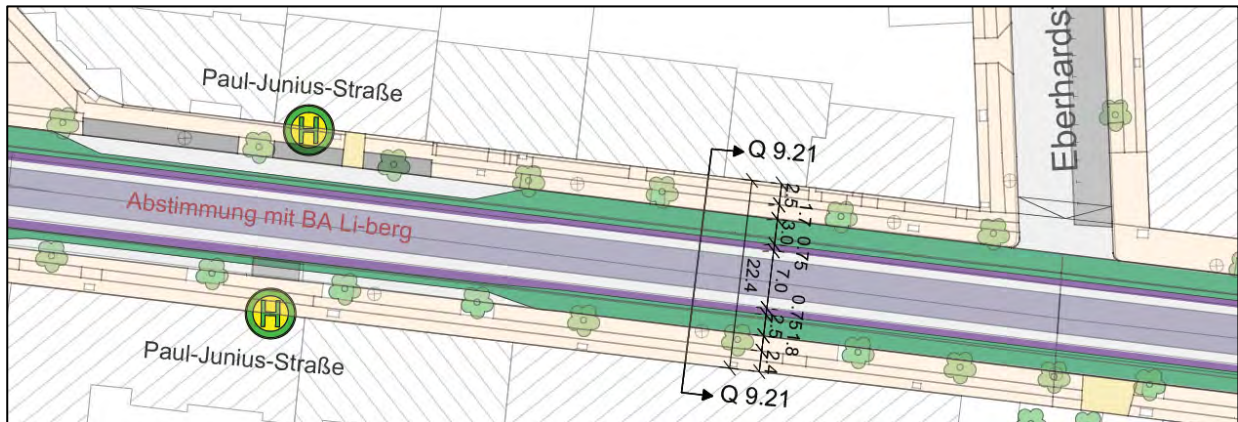 Paul-Junius-Straße
H
Eberhardst
Q 9.21
Abstimmung mit BA Li-berg
2.5 1.7
3.0 0.75
7.0
22.4
0.75
2.5 1.8
2.4
H
Paul-Junius-Straße
Q 9.21